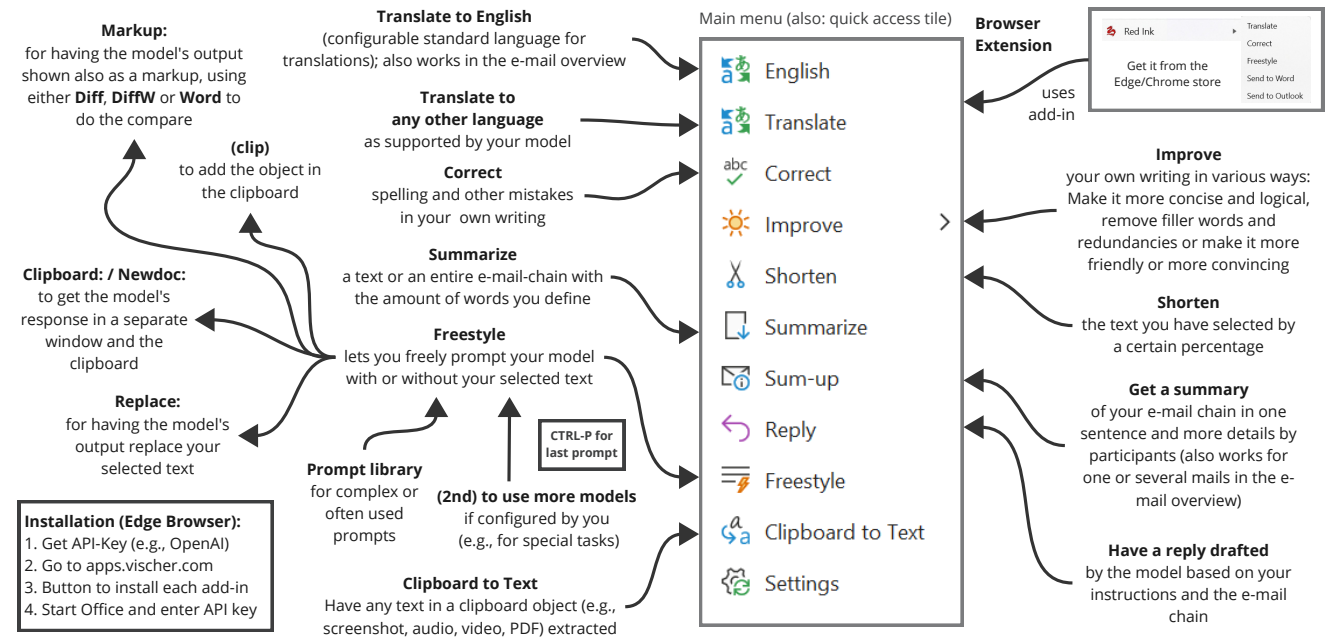 Markup:
for having the model's output
shown also as a markup, using
either Diff, DiffW or Word to
do the compare
(clip)
to add the object in
the clipboard
Clipboard: / Newdoc:
to get the model's
response in a separate
window and the
clipboard
Replace:
for having the model's
output replace your
selected text
Installation (Edge Browser):
1. Get API-Key (e.g., OpenAI)
2. Go to apps.vischer.com
3. Button to install each add-in
4. Start Office and enter API key
Translate to English
(configurable standard language for
translations); also works in the e-mail overview
Translate to
any other language
as supported by your model
Correct
spelling and other mistakes
in your own writing
Summarize
a text or an entire e-mail-chain with
the amount of words you define
Freestyle
lets you freely prompt your model
with or without your selected text
CTRL-P for
last prompt
Prompt library
for complex or
often used
prompts
(2nd) to use more models
if configured by you
(e.g., for special tasks)
Clipboard to Text
Have any text in a clipboard object (e.g.,
screenshot, audio, video, PDF) extracted
Main menu (also: quick access tile)
English
Translate
abc
Correct
Improve
Shorten
Summarize
Sum-up
Reply
Freestyle
Clipboard to Text
Settings
Browser
Extension
uses
add-in
Red Ink
Get it from the
Edge/Chrome store
Translate
Correct
Freestyle
Send to Word
Send to Outlook
Improve
your own writing in various ways:
Make it more concise and logical,
remove filler words and
redundancies or make it more
friendly or more convincing
Shorten
the text you have selected by
a certain percentage
Get a summary
of your e-mail chain in one
sentence and more details by
participants (also works for
one or several mails in the e-
mail overview)
Have a reply drafted
by the model based on your
instructions and the e-mail
chain